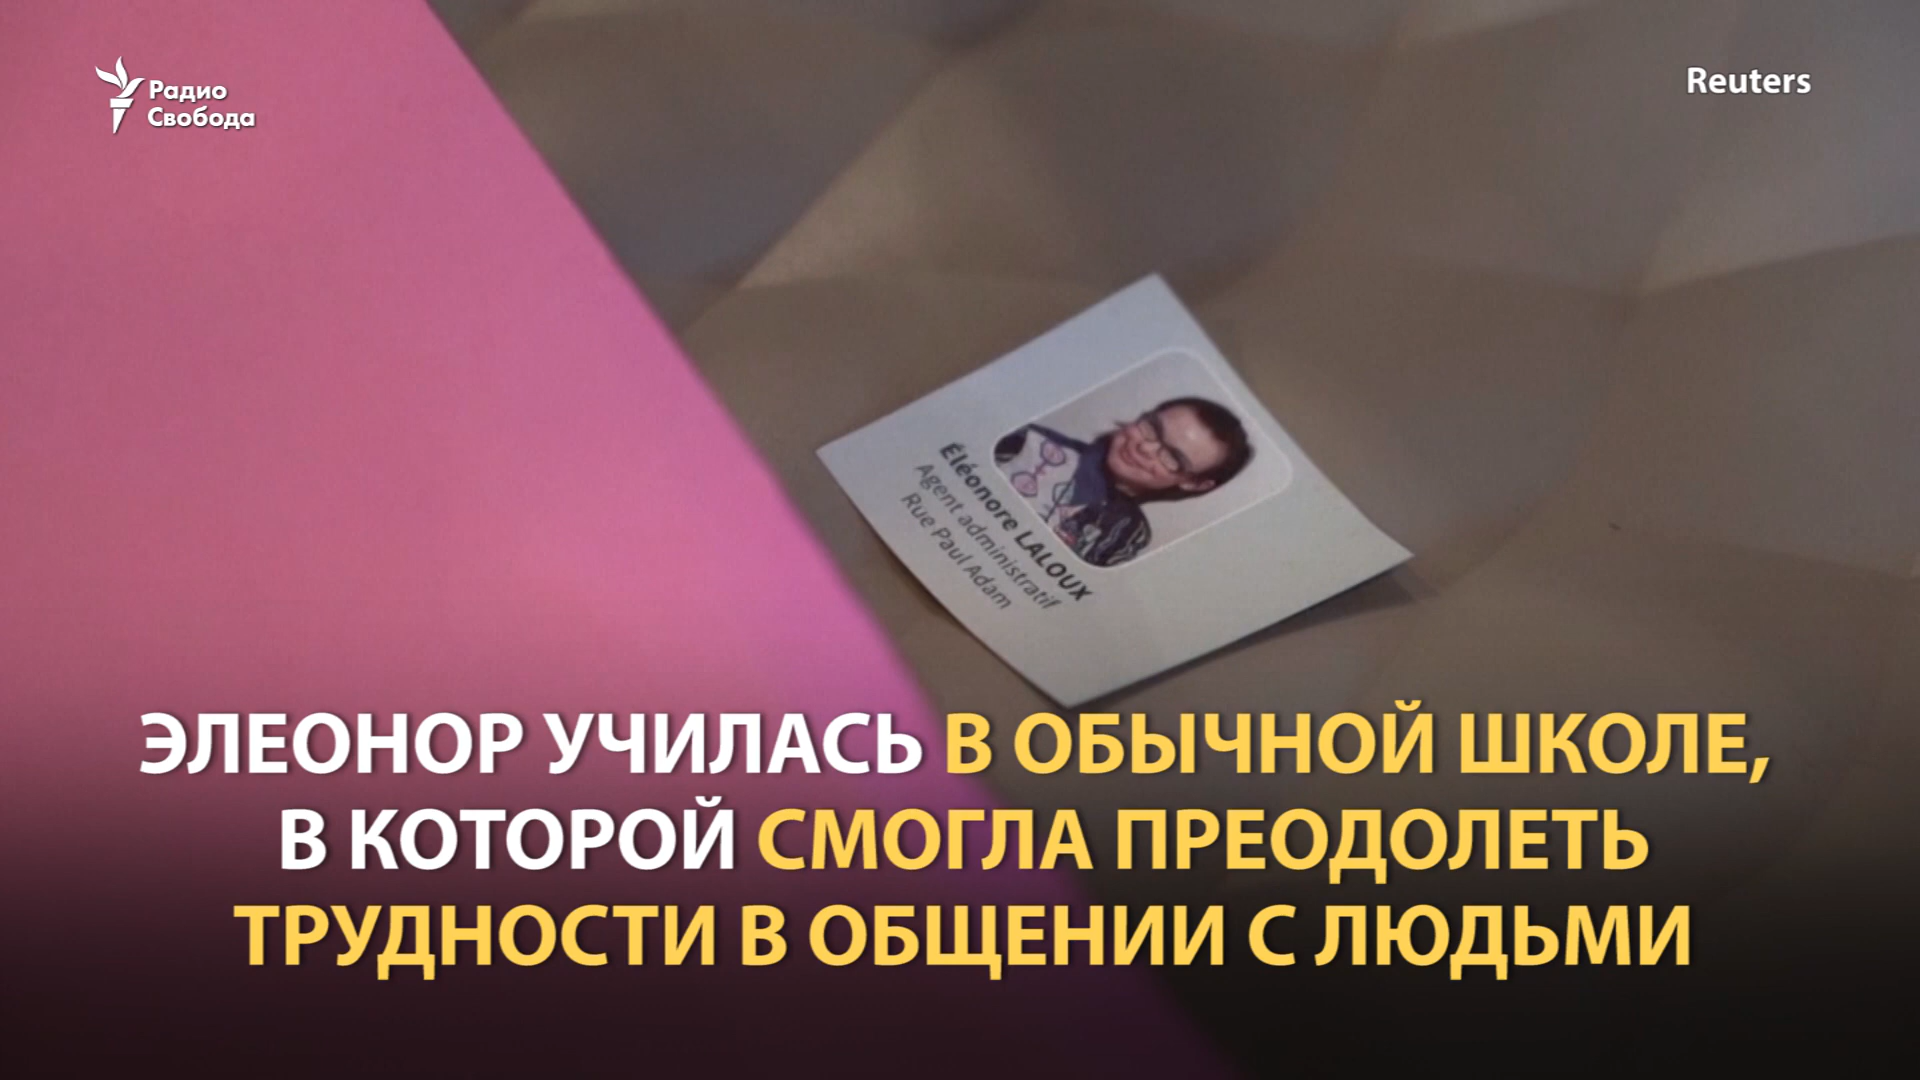 Радио
Свобода
Reuters
Éléonore LALOUX
Agent administratif
Rue Paul Adam
ЭЛЕОНОР УЧИЛАСЬ В ОБЫЧНОЙ ШКОЛЕ,
В КОТОРОЙ СМОГЛА ПРЕОДОЛЕТЬ
ТРУДНОСТИ В ОБЩЕНИИ С ЛЮДЬМИ